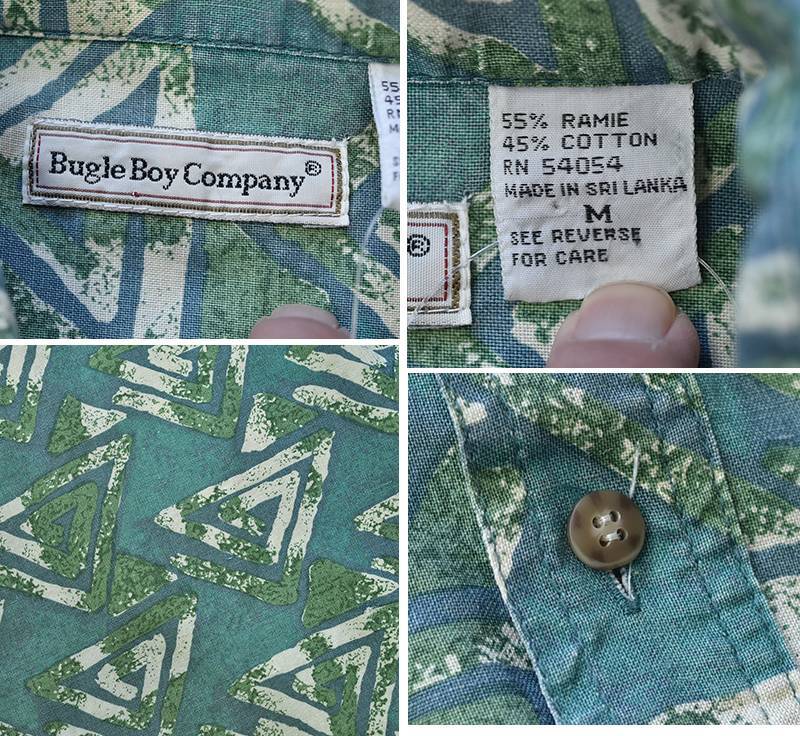 Bugle Boy Company®
55% RAMIE
45% COTTON
RN 54054
MADE IN SRI LANKA
M
SEE REVERSE
FOR CARE